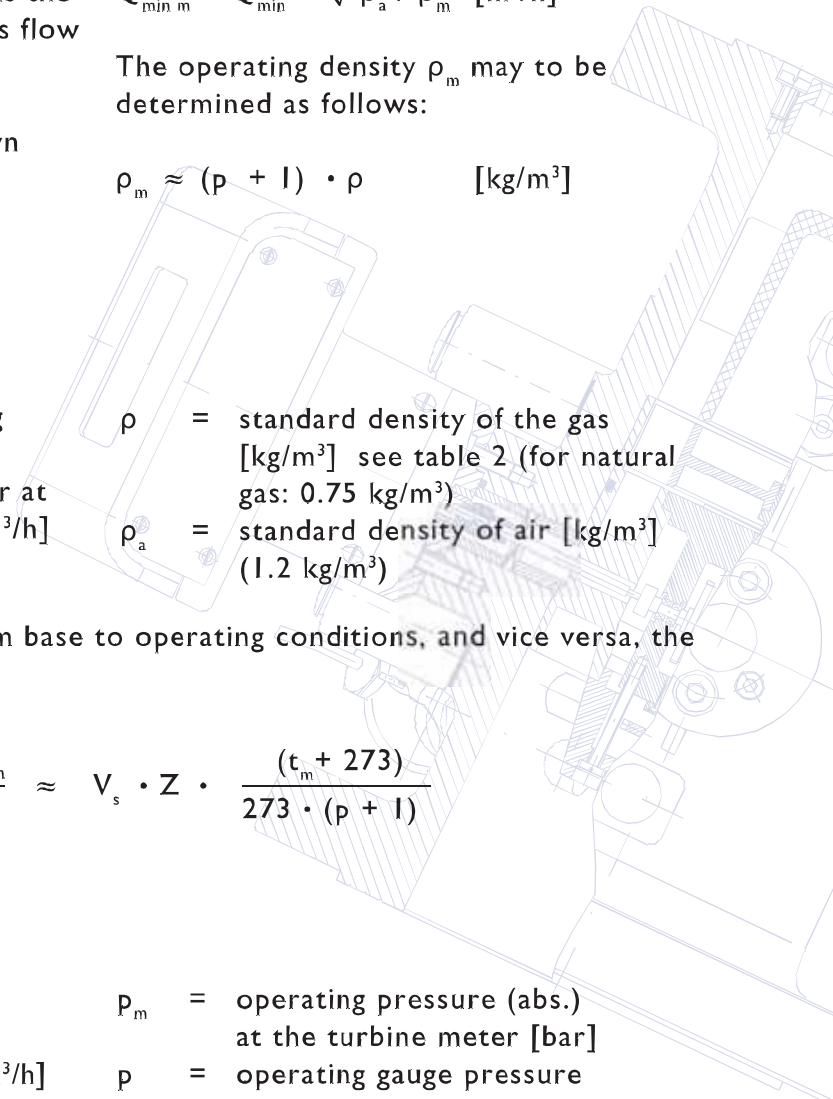 s flow
The operating density ρm may to be
determined as follows:
wn
ρm ≈ (p + 1) • ρ [kg/m³]
ρ = standard density of the gas
[kg/m³] see table 2 (for natural
r at gas: 0.75 kg/m³)
³/h] ρa = standard density of air [kg/m³]
(1.2 kg/m³)
m base to operating conditions, and vice versa, the
≈ Vs • Z • (tm + 273)
273 • (p + 1)
pm = operating pressure (abs.)
at the turbine meter [bar]
³/h] p = operating gauge pressure